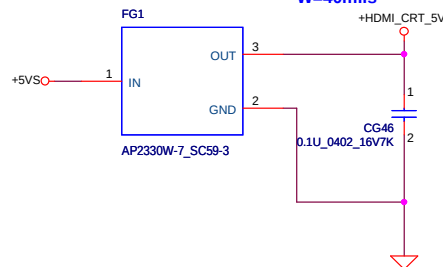 FG1
+HDMI_CRT_5V
OUT
3
+5VS
1
IN
GND
2
1
CG46
0.1U_0402_16V7K
2
AP2330W-7_SC59-3